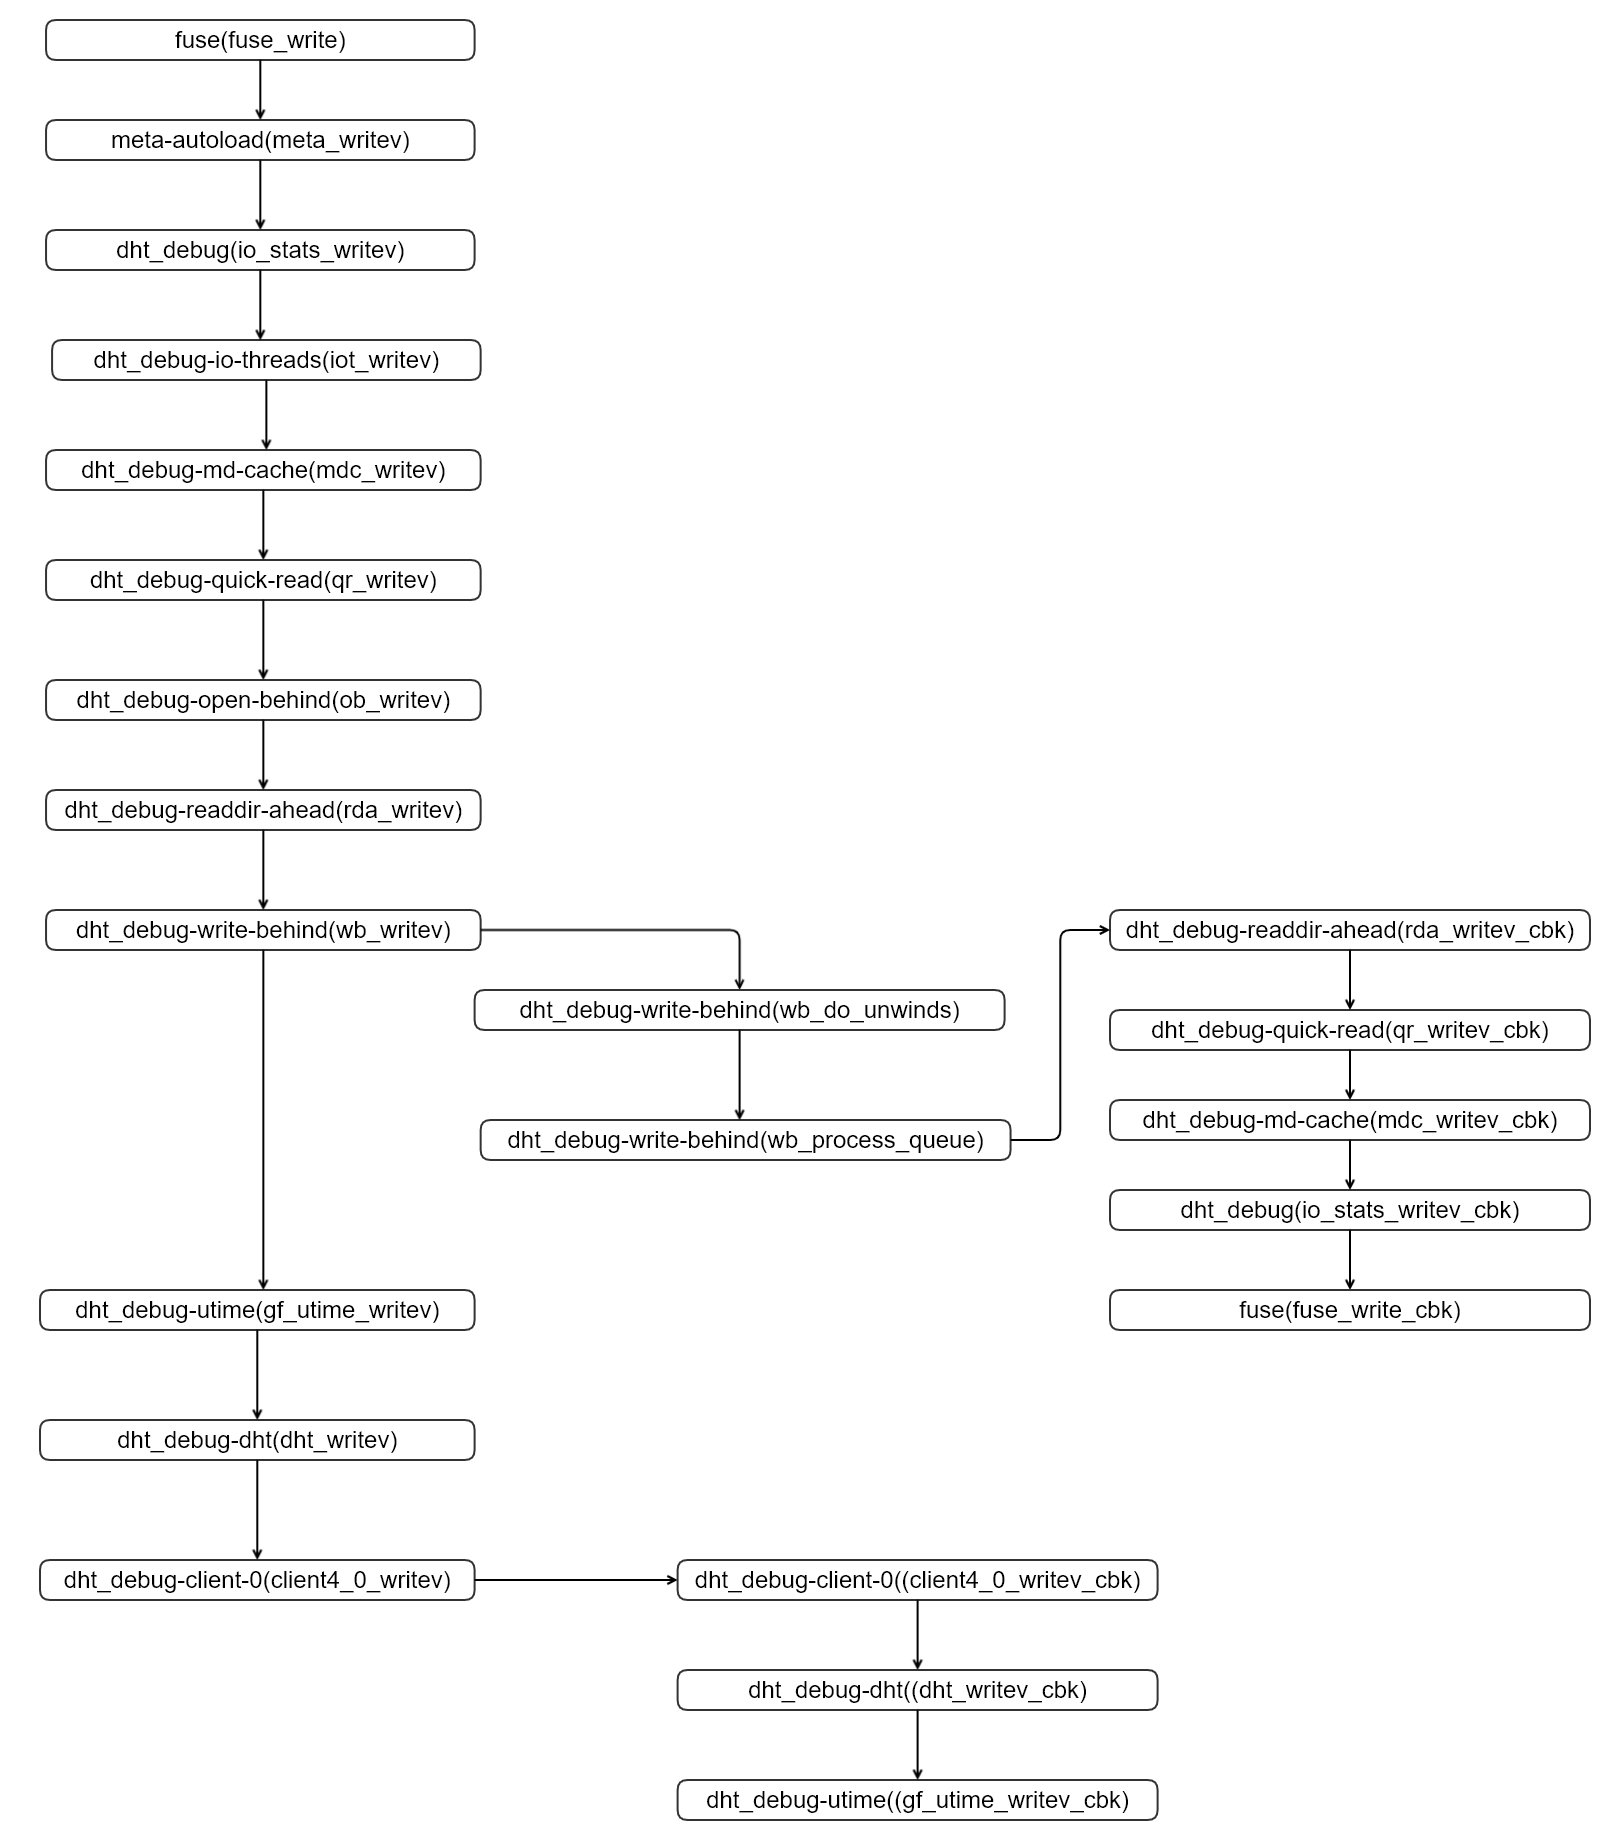 fuse(fuse_write)
meta-autoload(meta_writev)
dht_debug(io_stats_writev)
dht_debug-io-threads(iot_writev)
dht_debug-md-cache(mdc_writev)
dht_debug-quick-read(qr_writev)
dht_debug-open-behind(ob_writev)
dht_debug-readdir-ahead(rda_writev)
dht_debug-write-behind(wb_writev)
dht_debug-write-behind(wb_do_unwinds)
dht_debug-write-behind(wb_process_queue)
dht_debug-readdir-ahead(rda_writev_cbk)
dht_debug-quick-read(qr_writev_cbk)
dht_debug-md-cache(mdc_writev_cbk)
dht_debug(io_stats_writev_cbk)
fuse(fuse_write_cbk)
dht_debug-utime(gf_utime_writev)
dht_debug-dht(dht_writev)
dht_debug-client-0(client4_0_writev)
dht_debug-client-0((client4_0_writev_cbk)
dht_debug-dht((dht_writev_cbk)
dht_debug-utime((gf_utime_writev_cbk)